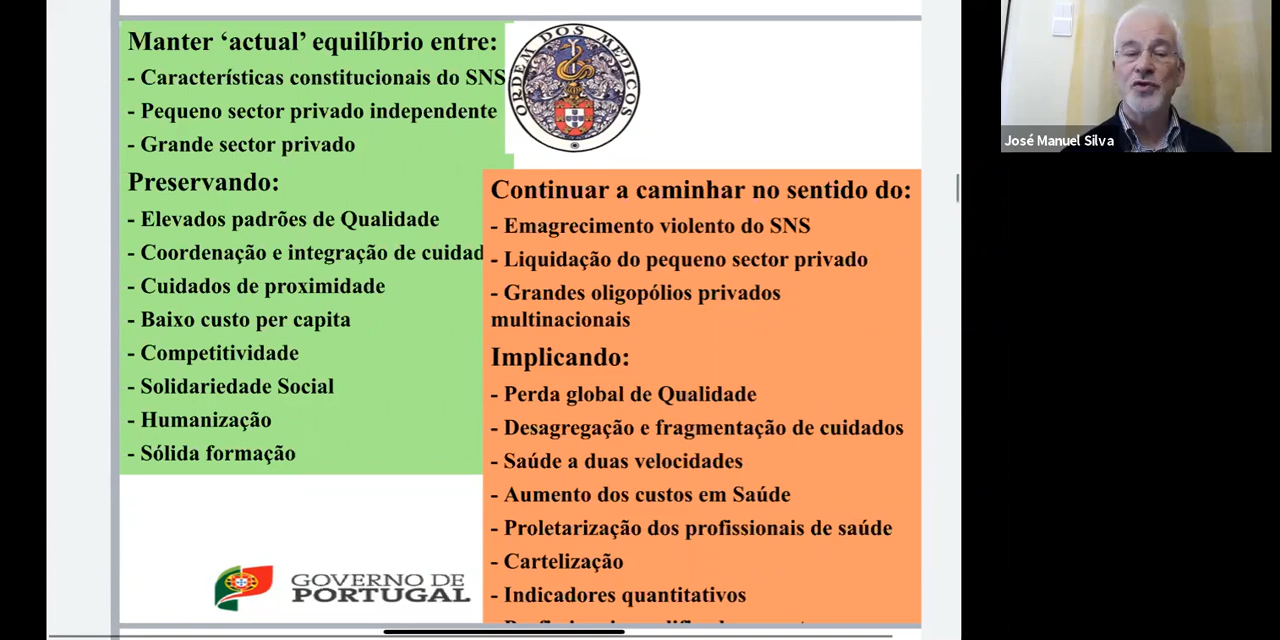 Manter ‘actual’ equilíbrio entre:
- Características constitucionais do SNS
- Pequeno sector privado independente
- Grande sector privado
Preservando:
- Elevados padrões de Qualidade
- Coordenação e integração de cuidad
- Cuidados de proximidade
- Baixo custo per capita
- Competitividade
- Solidariedade Social
- Humanização
- Sólida formação
ORDEM DOS MEDICOS
Continuar a caminhar no sentido do:
- Emagrecimento violento do SNS
- Liquidação do pequeno sector privado
- Grandes oligopólios privados
multinacionais
Implicando:
- Perda global de Qualidade
- Desagregação e fragmentação de cuidados
- Saúde a duas velocidades
- Aumento dos custos em Saúde
- Proletarização dos profissionais de saúde
- Cartelização
- Indicadores quantitativos
GOVERNO DE
PORTUGAL
José Manuel Silva